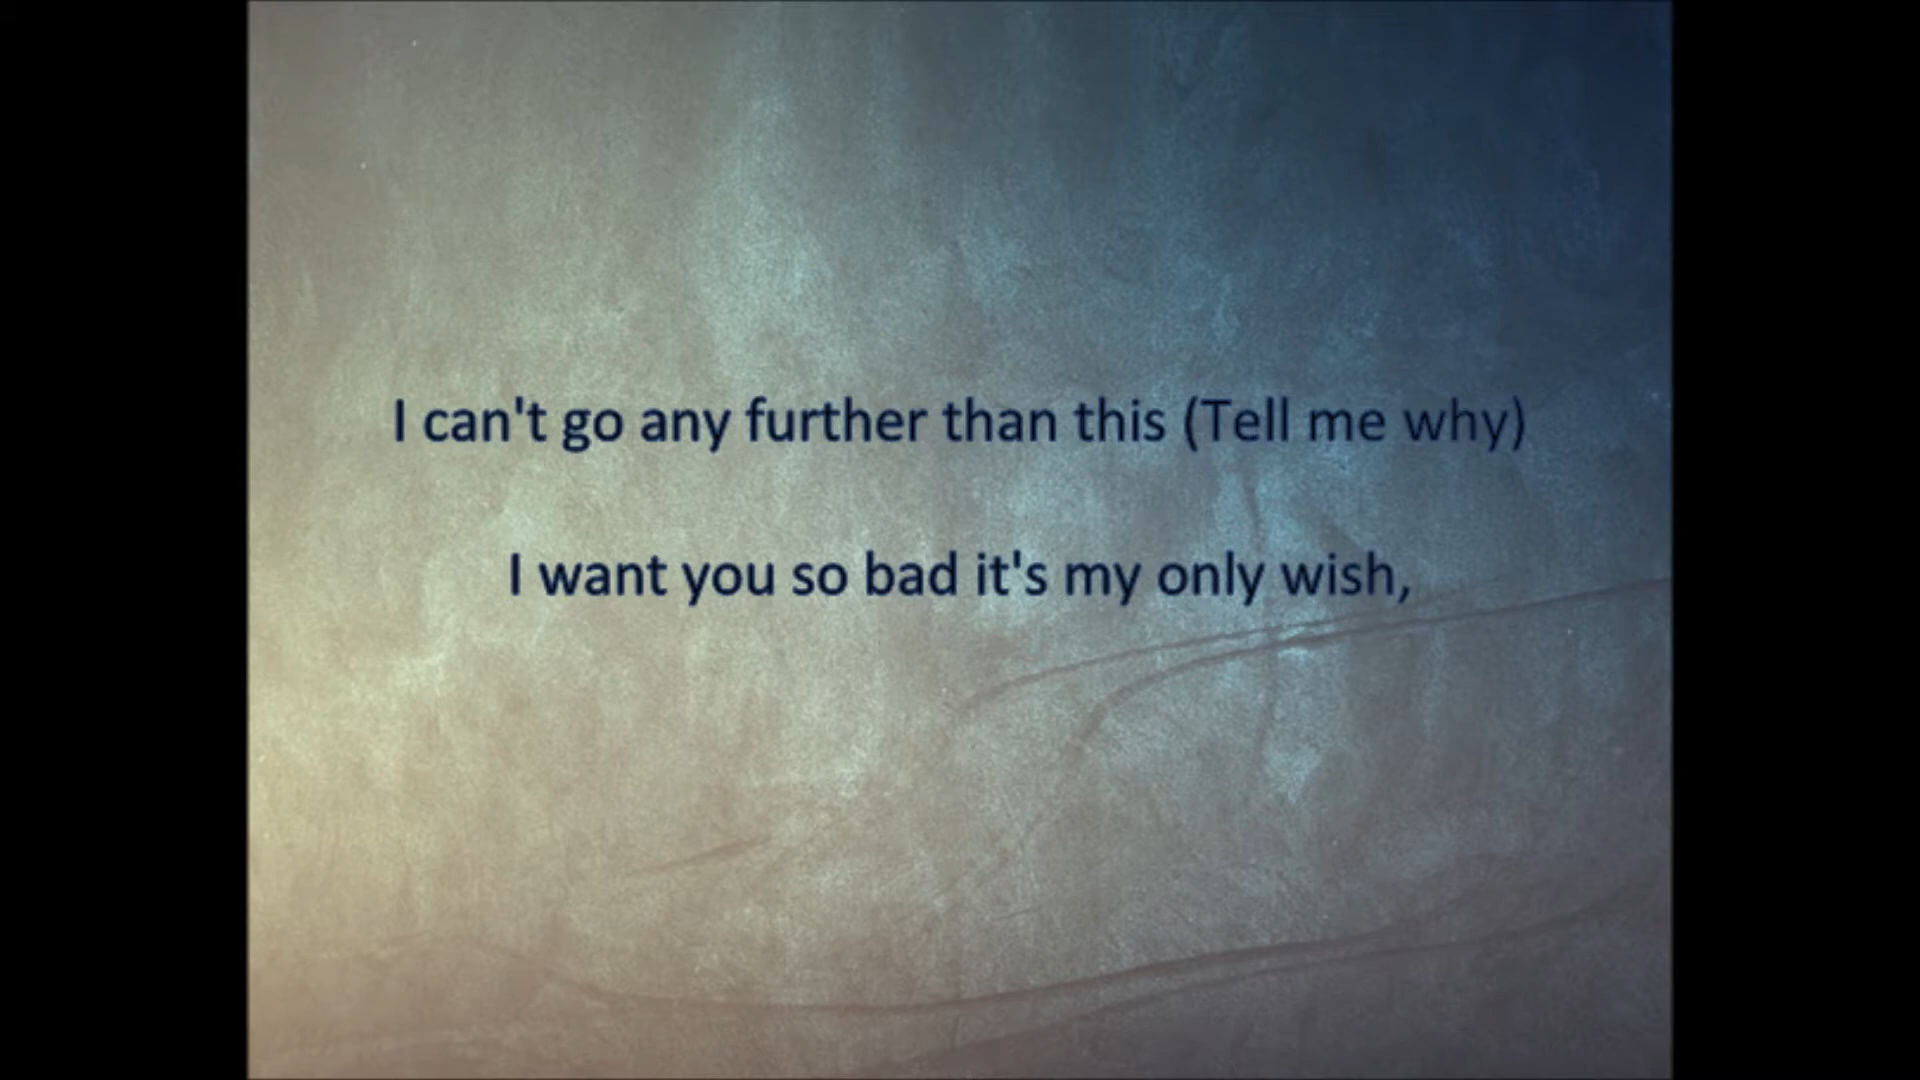 I can't go any further than this (Tell me why)
I want you so bad it's my only wish,